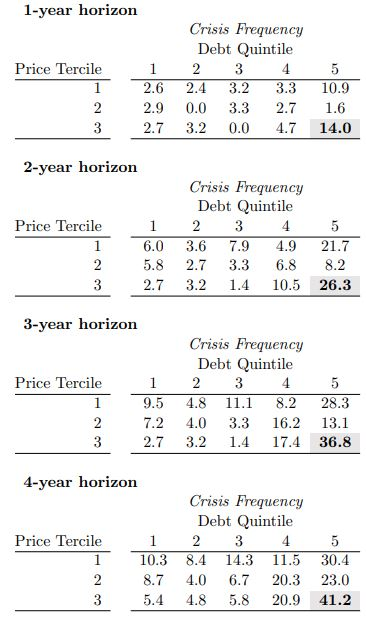 1-year horizon
Crisis Frequency
Debt Quintile
Price Tercile 1 2 3 4 5
1 2.6 2.4 3.2 3.3 10.9
2 2.9 0.0 3.3 2.7 1.6
3 2.7 3.2 0.0 4.7 14.0
2-year horizon
Crisis Frequency
Debt Quintile
Price Tercile 1 2 3 4 5
1 6.0 3.6 7.9 4.9 21.7
2 5.8 2.7 3.3 6.8 8.2
3 2.7 3.2 1.4 10.5 26.3
3-year horizon
Crisis Frequency
Debt Quintile
Price Tercile 1 2 3 4 5
1 9.5 4.8 11.1 8.2 28.3
2 7.2 4.0 3.3 16.2 13.1
3 2.7 3.2 1.4 17.4 36.8
4-year horizon
Crisis Frequency
Debt Quintile
Price Tercile 1 2 3 4 5
1 10.3 8.4 14.3 11.5 30.4
2 8.7 4.0 6.7 20.3 23.0
3 5.4 4.8 5.8 20.9 41.2